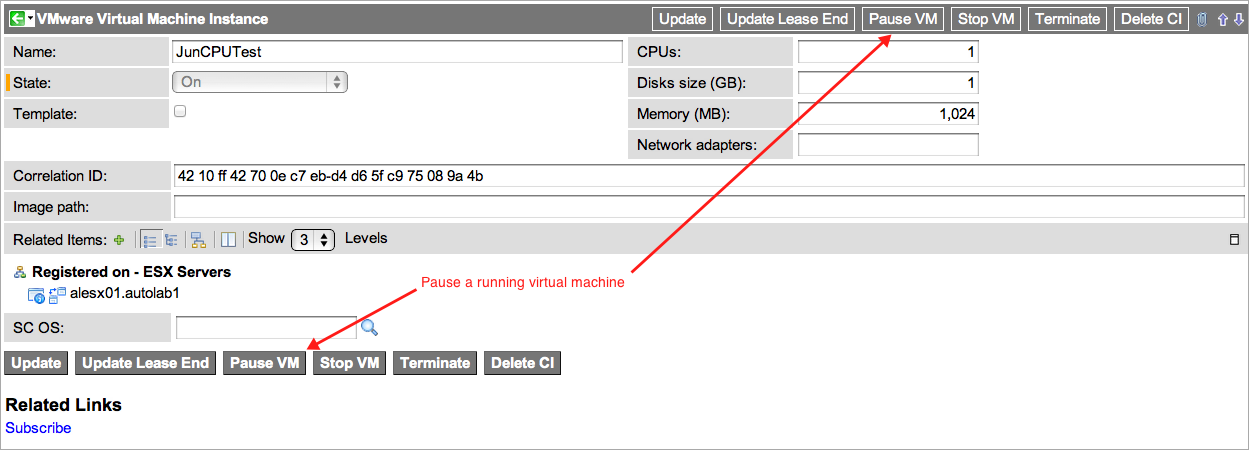 VMware Virtual Machine Instance Update Update Lease End Pause VM Stop VM Terminate Delete CI
Name: JunCPUTest CPUs: 1
State: On Disks size (GB): 1
Template: Memory (MB): 1,024
Network adapters:
Correlation ID: 42 10 ff 42 70 0e c7 eb-d4 d6 5f c9 75 08 9a 4b
Image path:
Related Items: Show 3 Levels
Registered on - ESX Servers
Pause a running virtual machine
alesx01.autolab1
SC OS:
Update Update Lease End Pause VM Stop VM Terminate Delete CI
Related Links
Subscribe